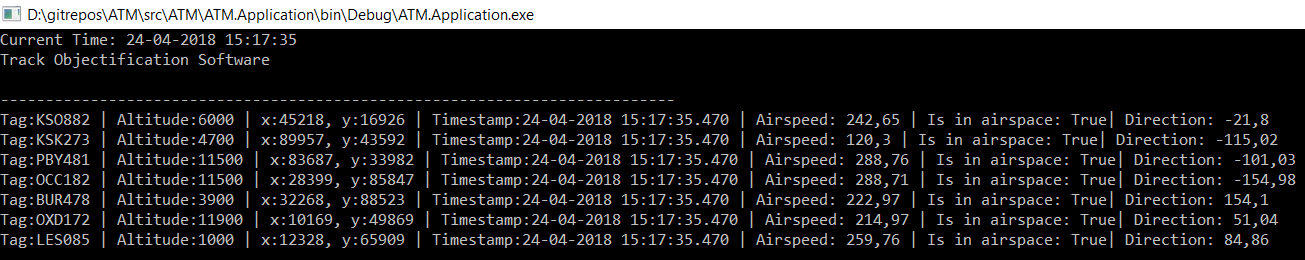 D:\gitrepos\ATM\src\ATM\ATM.Application\bin\Debug\ATM.Application.exe
Current Time: 24-04-2018 15:17:35
Track Objectification Software
---------------------------------------------------------------------------
Tag:KSO882 | Altitude:6000 | x:45218, y:16926 | Timestamp:24-04-2018 15:17:35.470 | Airspeed: 242,65 | Is in airspace: True| Direction: -21,8
Tag:KSK273 | Altitude:4700 | x:89957, y:43592 | Timestamp:24-04-2018 15:17:35.470 | Airspeed: 120,3 | Is in airspace: True| Direction: -115,02
Tag:PBY481 | Altitude:11500 | x:83687, y:33982 | Timestamp:24-04-2018 15:17:35.470 | Airspeed: 288,76 | Is in airspace: True| Direction: -101,03
Tag:OCC182 | Altitude:11500 | x:28399, y:85847 | Timestamp:24-04-2018 15:17:35.470 | Airspeed: 288,71 | Is in airspace: True| Direction: -154,98
Tag:BUR478 | Altitude:3900 | x:32268, y:88523 | Timestamp:24-04-2018 15:17:35.470 | Airspeed: 222,97 | Is in airspace: True| Direction: 154,1
Tag:OXD172 | Altitude:11900 | x:10169, y:49869 | Timestamp:24-04-2018 15:17:35.470 | Airspeed: 214,97 | Is in airspace: True| Direction: 51,04
Tag:LES085 | Altitude:1000 | x:12328, y:65909 | Timestamp:24-04-2018 15:17:35.470 | Airspeed: 259,76 | Is in airspace: True| Direction: 84,86